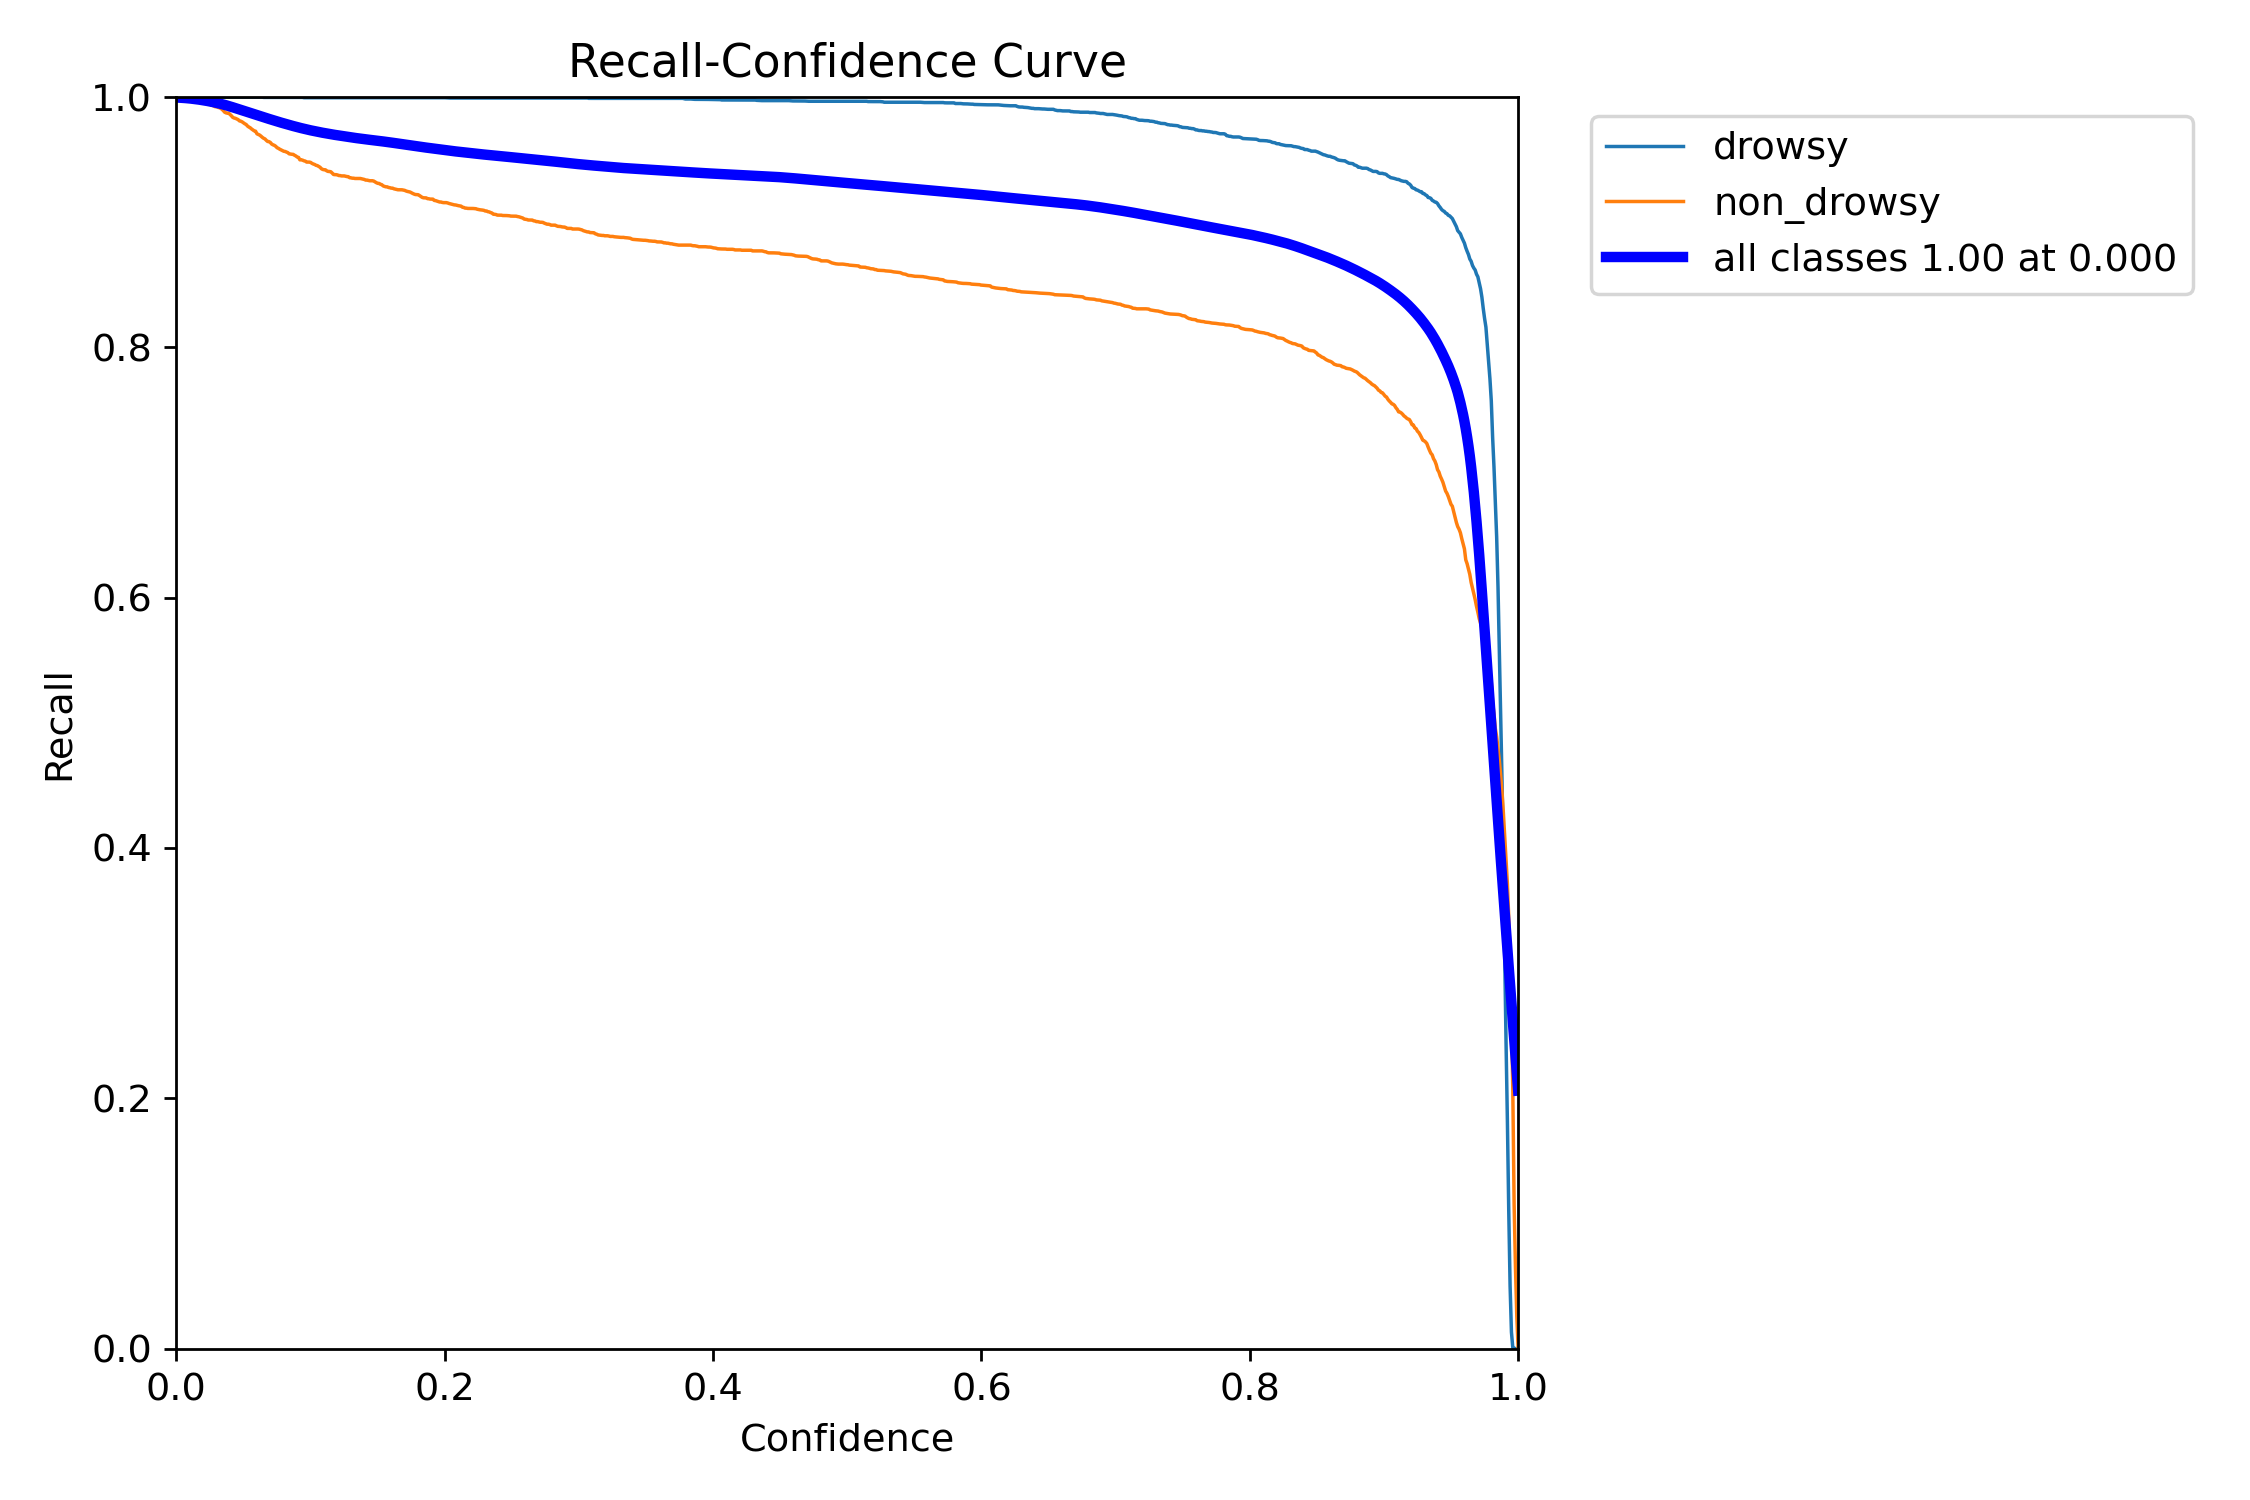 Recall-Confidence Curve
1.0
0.8
0.6
0.4
0.2
0.0
Recall
0.0 0.2 0.4 0.6 0.8 1.0
Confidence
drowsy
non_drowsy
all classes 1.00 at 0.000